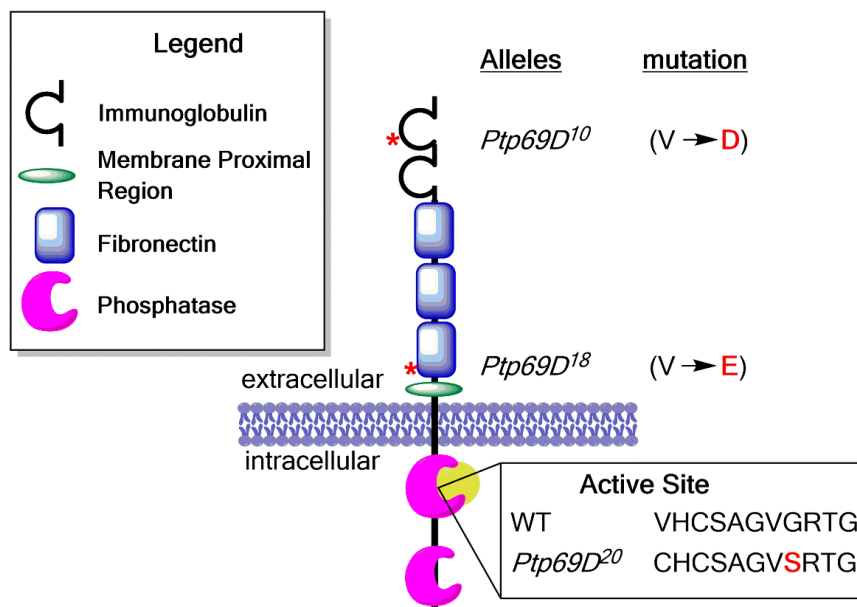 Legend
Immunoglobulin
Membrane Proximal
Region
Fibronectin
Phosphatase
Alleles mutation
* Ptp69D10 (V → D)
* Ptp69D18 (V → E)
extracellular
intracellular
Active Site
WT VHCSAGVGRTG
Ptp69D20 CHCSAGVSRTG